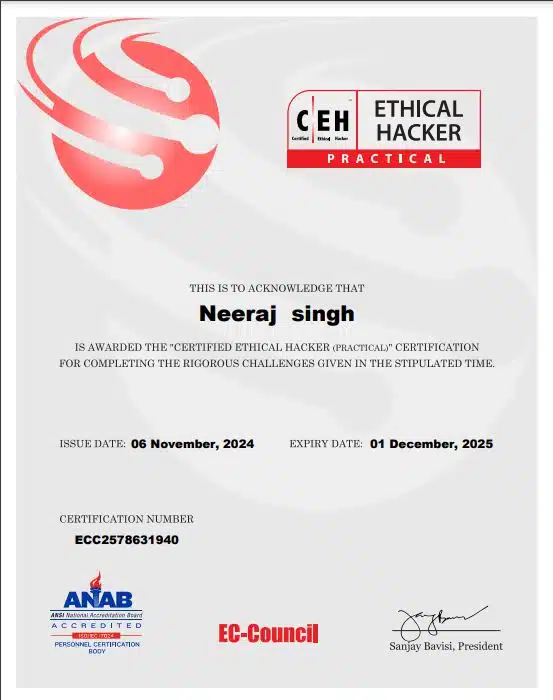 C|EH™
Certified Ethical Hacker
ETHICAL
HACKER
PRACTICAL
THIS IS TO ACKNOWLEDGE THAT
Neeraj singh
IS AWARDED THE "CERTIFIED ETHICAL HACKER (PRACTICAL)" CERTIFICATION
FOR COMPLETING THE RIGOROUS CHALLENGES GIVEN IN THE STIPULATED TIME.
ISSUE DATE: 06 November, 2024 EXPIRY DATE: 01 December, 2025
CERTIFICATION NUMBER
ECC2578631940
ANAB
ANSI National Accreditation Board
ACCREDITED
ISO/IEC 17024
PERSONNEL CERTIFICATION
BODY
EC-Council
Sanjay Bavisi, President